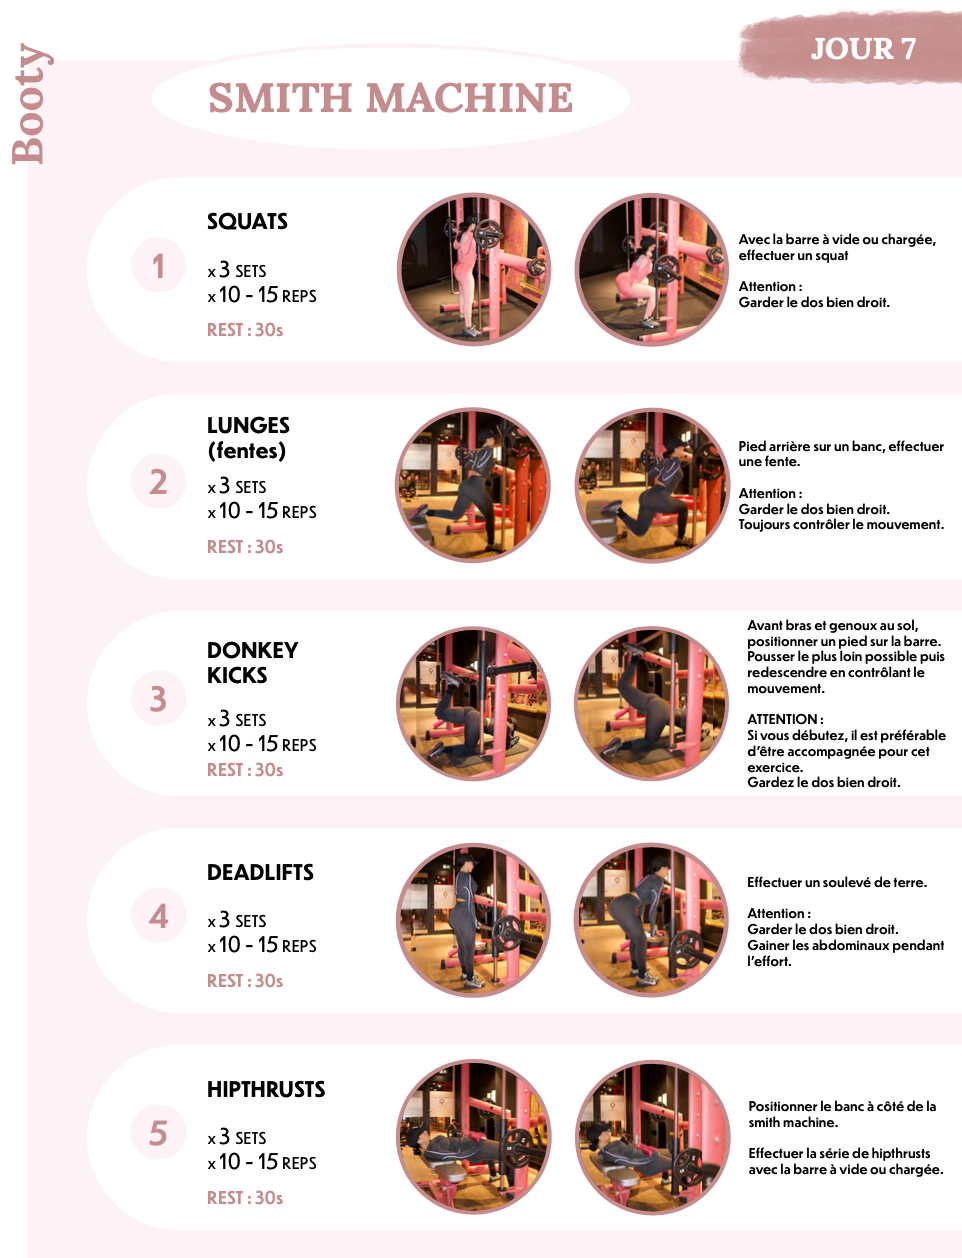 JOUR 7
Booty
SMITH MACHINE
1
SQUATS
x 3 SETS
x 10 - 15 REPS
REST : 30s
Avec la barre à vide ou chargée,
effectuer un squat
Attention :
Garder le dos bien droit.
2
LUNGES
(fentes)
x 3 SETS
x 10 - 15 REPS
REST : 30s
Pied arrière sur un banc, effectuer
une fente.
Attention :
Garder le dos bien droit.
Toujours contrôler le mouvement.
3
DONKEY
KICKS
x 3 SETS
x 10 - 15 REPS
REST : 30s
Avant bras et genoux au sol,
positionner un pied sur la barre.
Pousser le plus loin possible puis
redescendre en contrôlant le
mouvement.
ATTENTION :
Si vous débutez, il est préférable
d'être accompagnée pour cet
exercice.
Gardez le dos bien droit.
4
DEADLIFTS
x 3 SETS
x 10 - 15 REPS
REST : 30s
Effectuer un soulevé de terre.
Attention :
Garder le dos bien droit.
Gainer les abdominaux pendant
l'effort.
5
HIPTHRUSTS
x 3 SETS
x 10 - 15 REPS
REST : 30s
Positionner le banc à côté de la
smith machine.
Effectuer la série de hipthrusts
avec la barre à vide ou chargée.